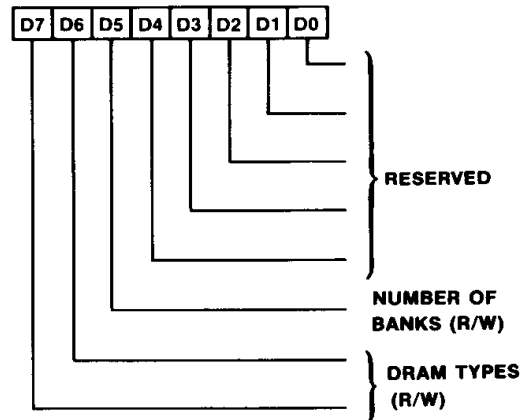 D7 D6 D5 D4 D3 D2 D1 D0
RESERVED
NUMBER OF
BANKS (R/W)
DRAM TYPES
(R/W)